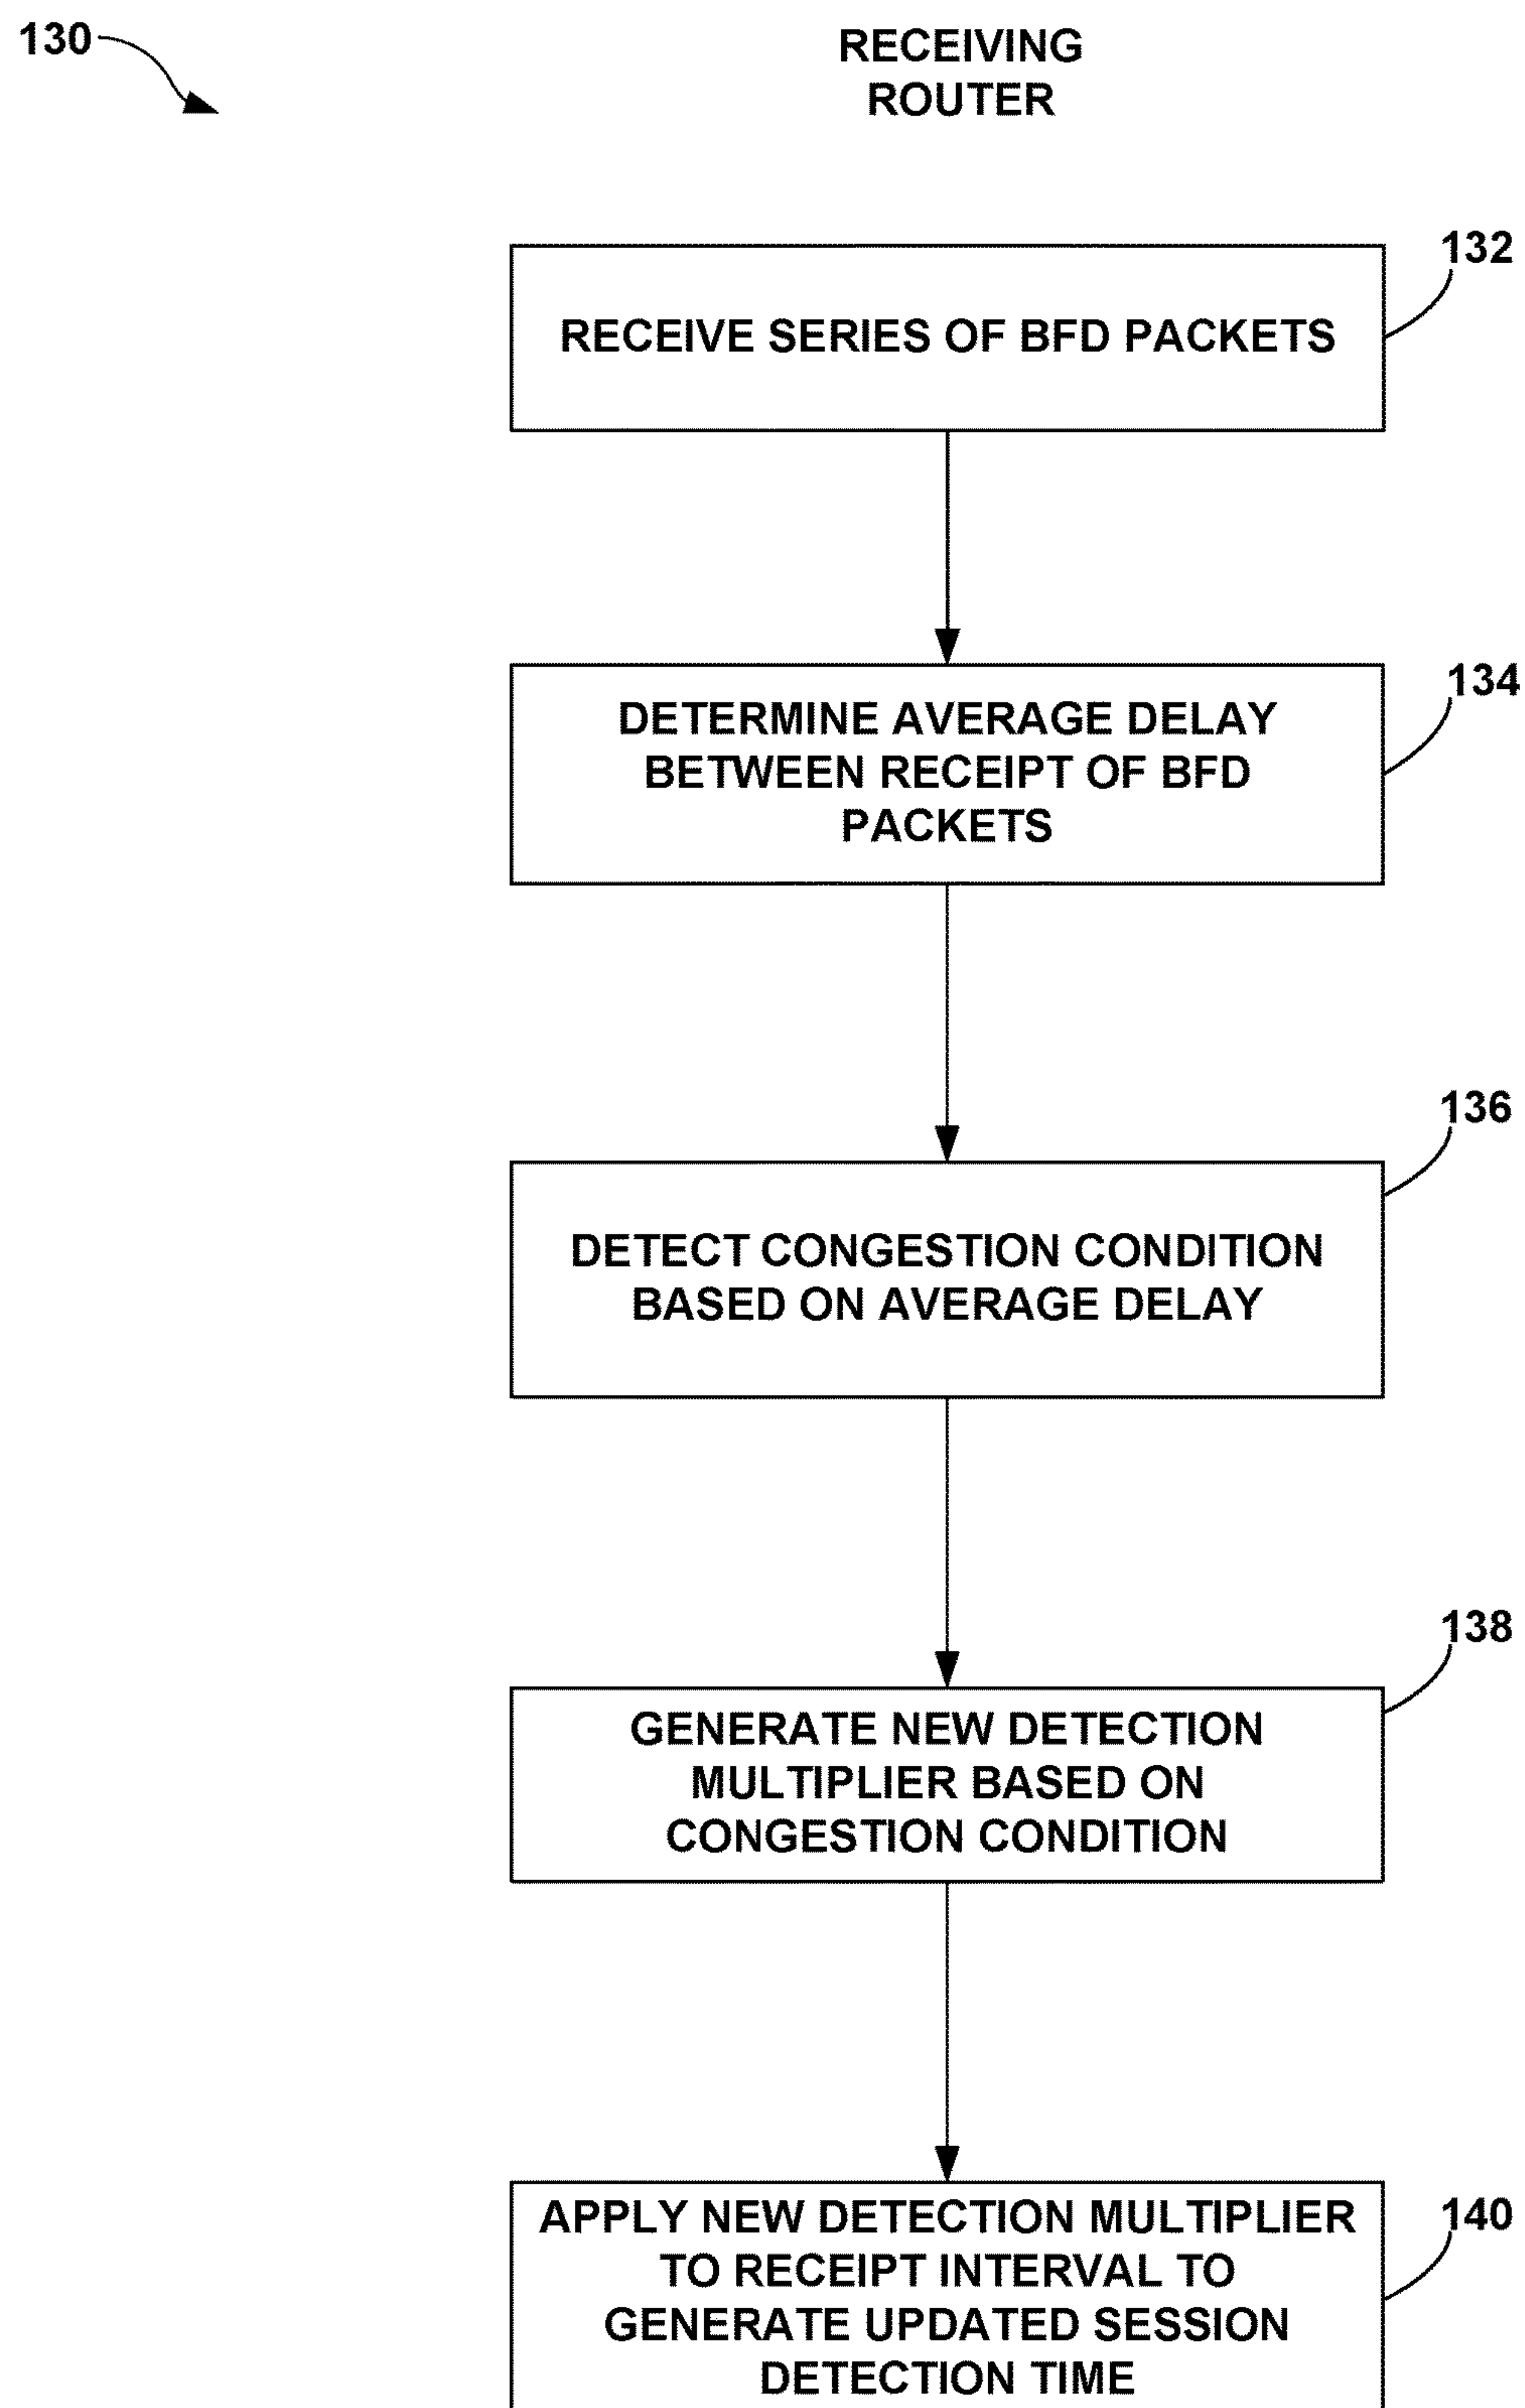 130
RECEIVING
ROUTER
132
RECEIVE SERIES OF BFD PACKETS
134
DETERMINE AVERAGE DELAY
BETWEEN RECEIPT OF BFD
PACKETS
136
DETECT CONGESTION CONDITION
BASED ON AVERAGE DELAY
138
GENERATE NEW DETECTION
MULTIPLIER BASED ON
CONGESTION CONDITION
140
APPLY NEW DETECTION MULTIPLIER
TO RECEIPT INTERVAL TO
GENERATE UPDATED SESSION
DETECTION TIME